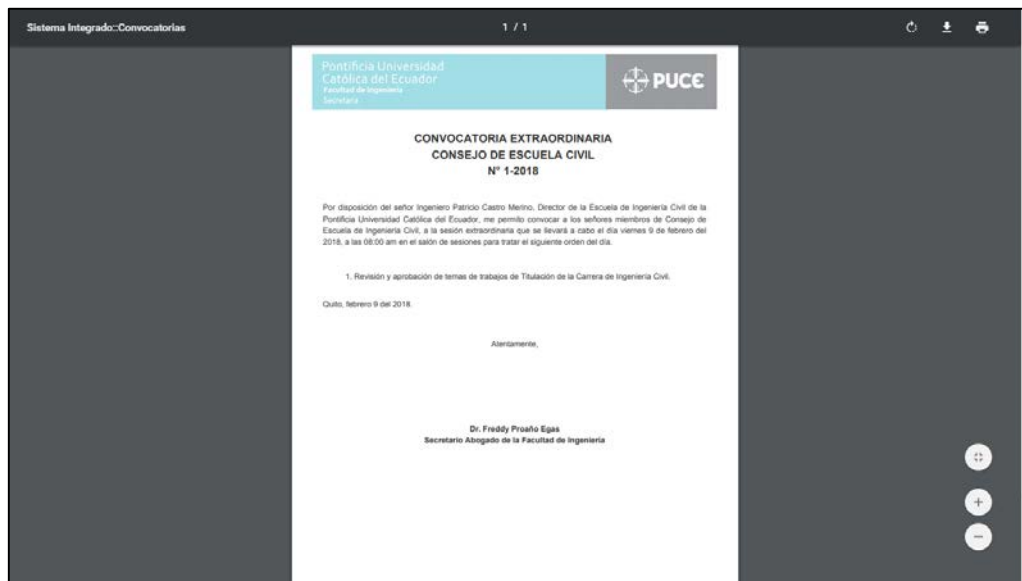 Sistema Integrado::Convocatorias
1 / 1
Pontificia Universidad
Católica del Ecuador
Facultad de Ingeniería
Secretaría
PUCE
CONVOCATORIA EXTRAORDINARIA
CONSEJO DE ESCUELA CIVIL
N° 1-2018
Por disposición del señor Ingeniero Patricio Castro Merino, Director de la Escuela de Ingeniería Civil de la
Pontificia Universidad Católica del Ecuador, me permito convocar a los señores miembros de Consejo de
Escuela de Ingeniería Civil, a la sesión extraordinaria que se llevará a cabo el día viernes 9 de febrero del
2018, a las 08:00 am en el salón de sesiones para tratar el siguiente orden del día.
1. Revisión y aprobación de temas de trabajos de Titulación de la Carrera de Ingeniería Civil.
Quito, febrero 9 del 2018.
Atentamente,
Dr. Freddy Proaño Egas
Secretario Abogado de la Facultad de Ingeniería